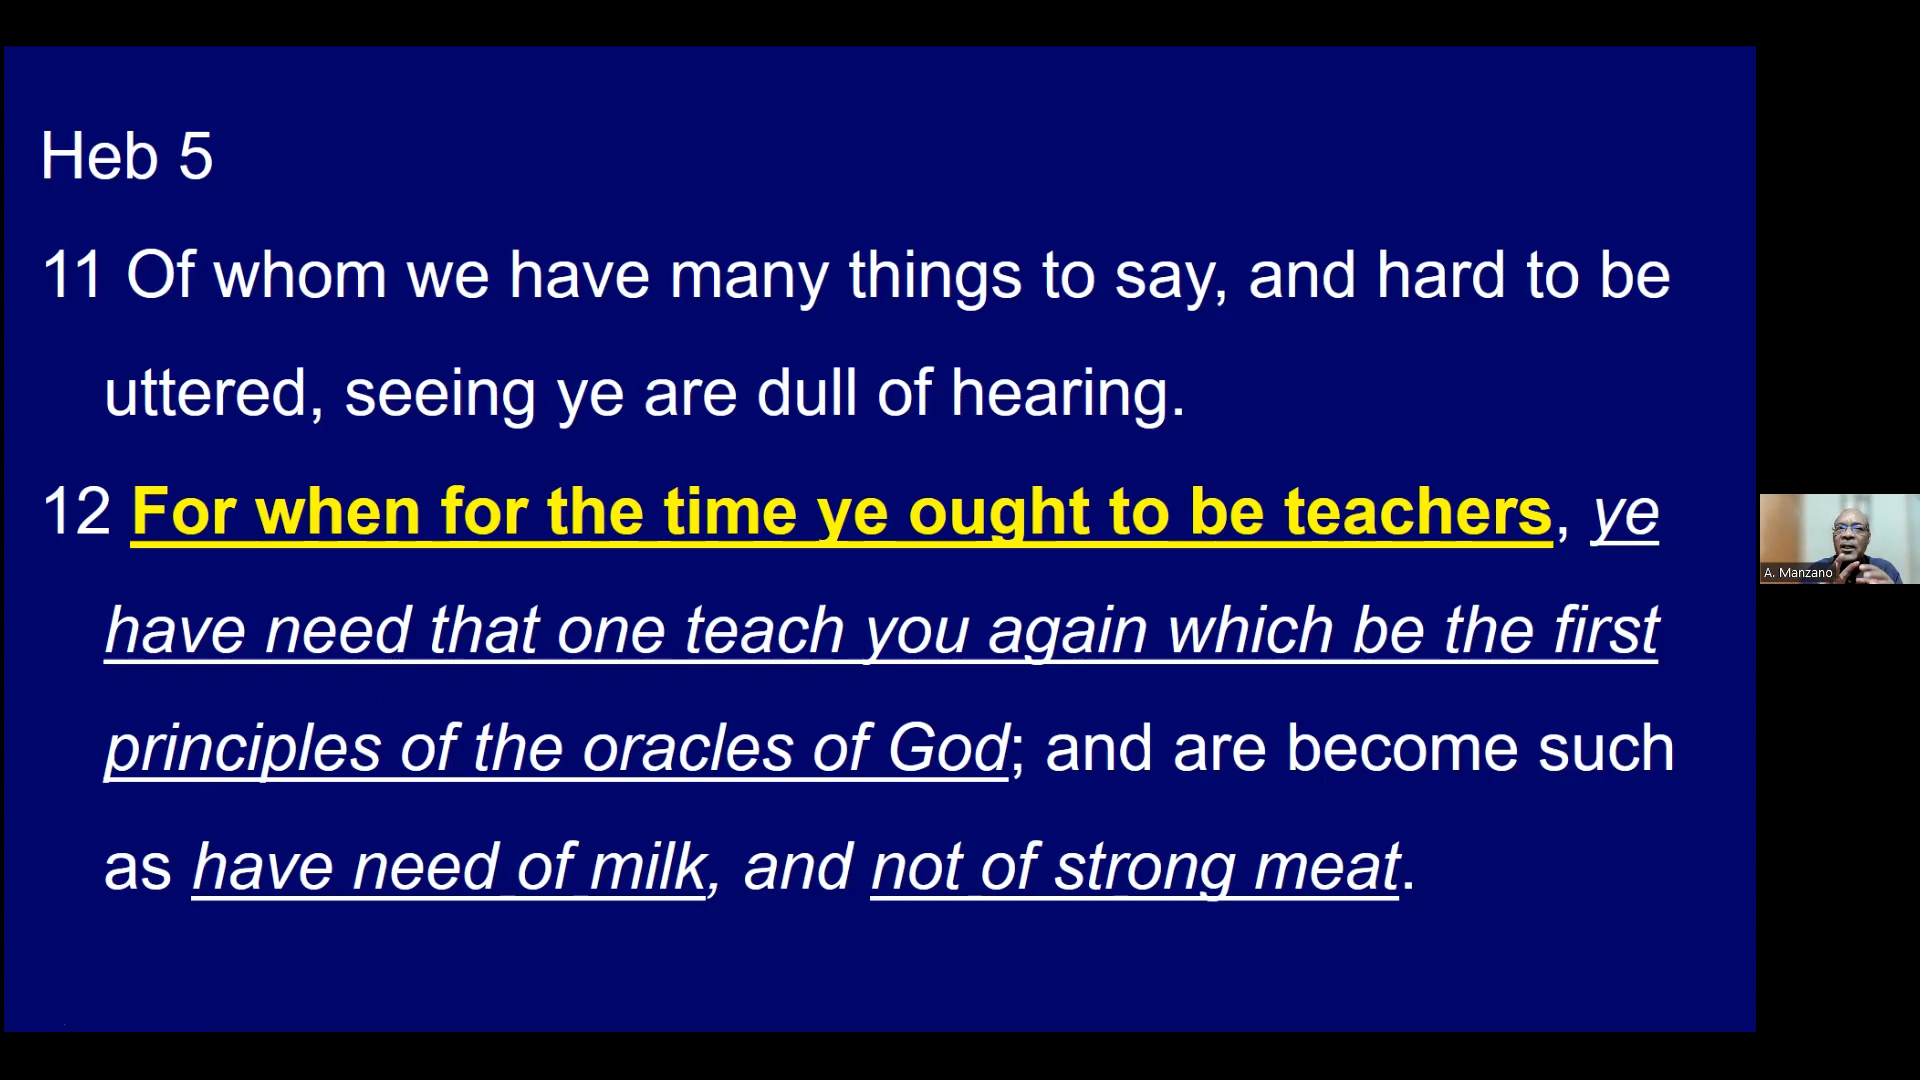 Heb 5
11 Of whom we have many things to say, and hard to be
uttered, seeing ye are dull of hearing.
12 For when for the time ye ought to be teachers, ye
have need that one teach you again which be the first
principles of the oracles of God; and are become such
as have need of milk, and not of strong meat.
A. Manzano